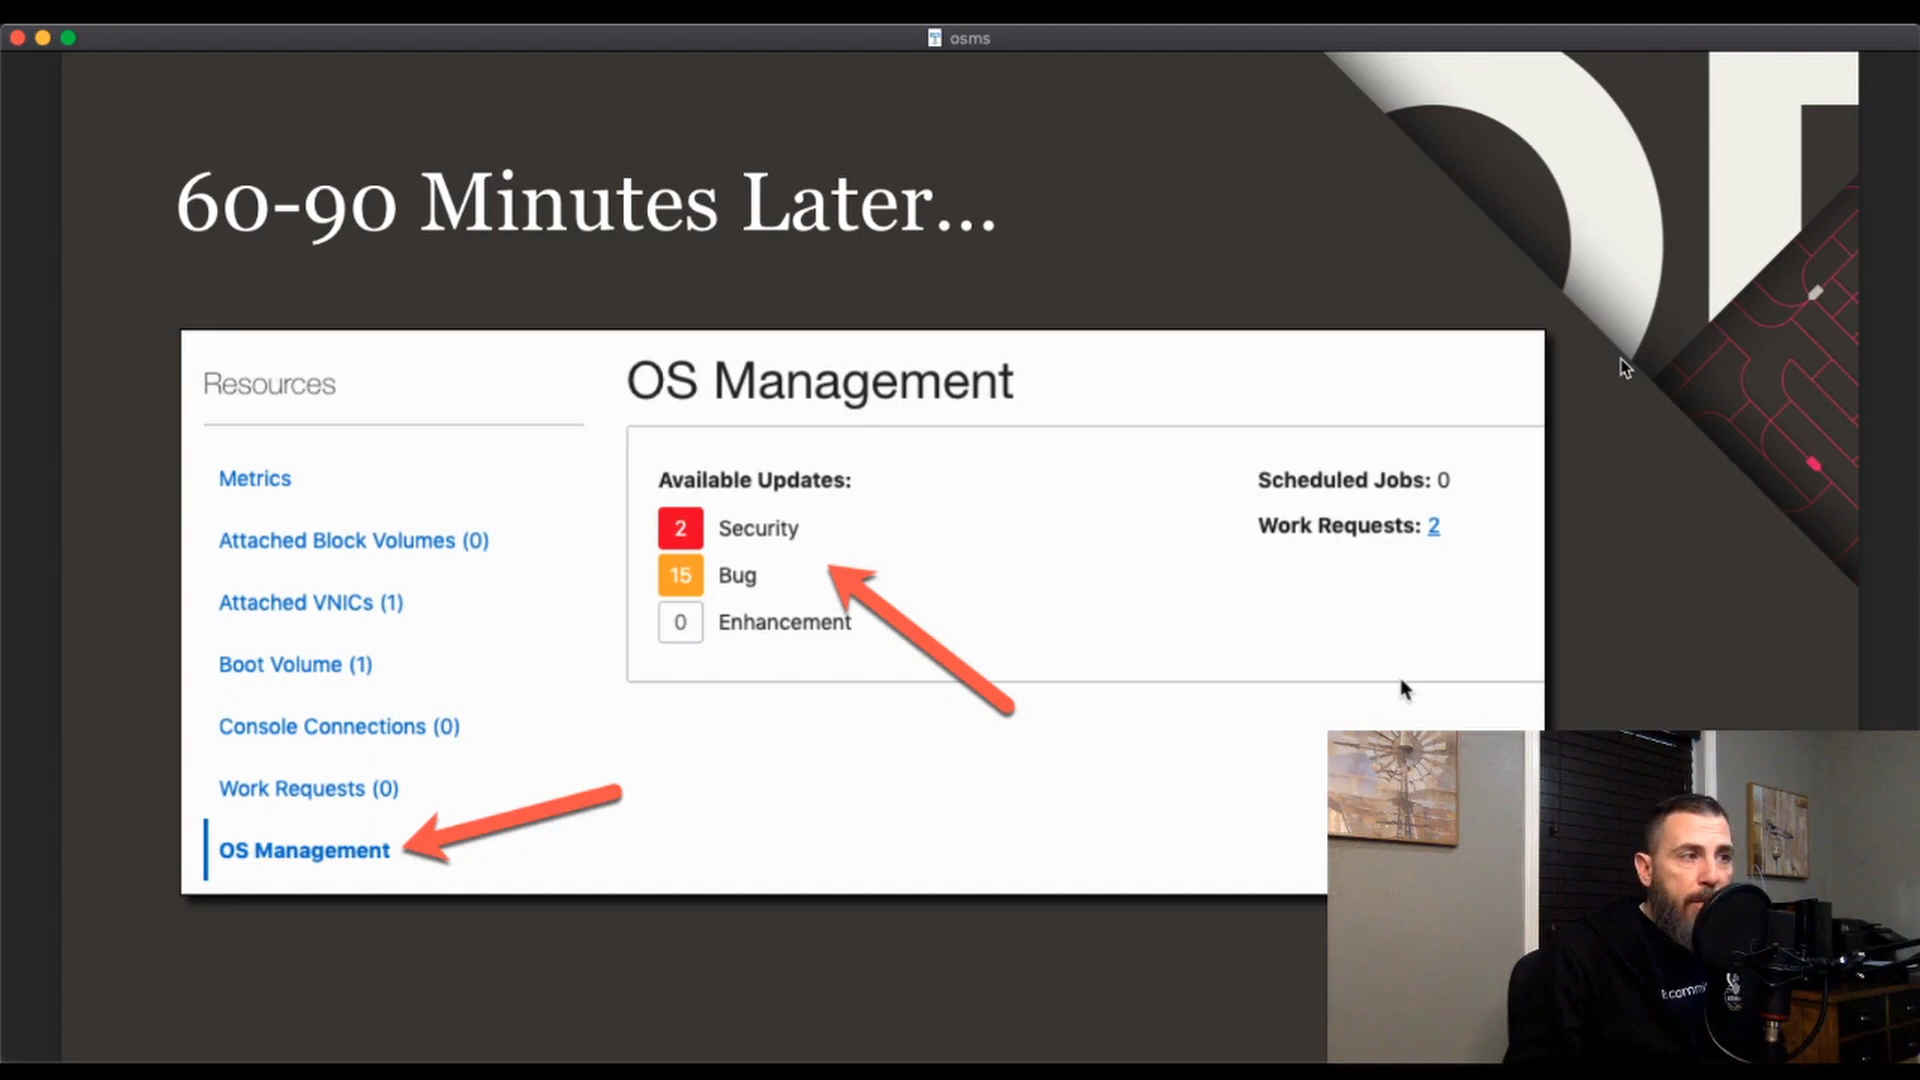 osms
60-90 Minutes Later...
Resources
Metrics
Attached Block Volumes (0)
Attached VNICs (1)
Boot Volume (1)
Console Connections (0)
Work Requests (0)
OS Management
OS Management
Available Updates:
2 Security
15 Bug
0 Enhancement
Scheduled Jobs: 0
Work Requests: 2